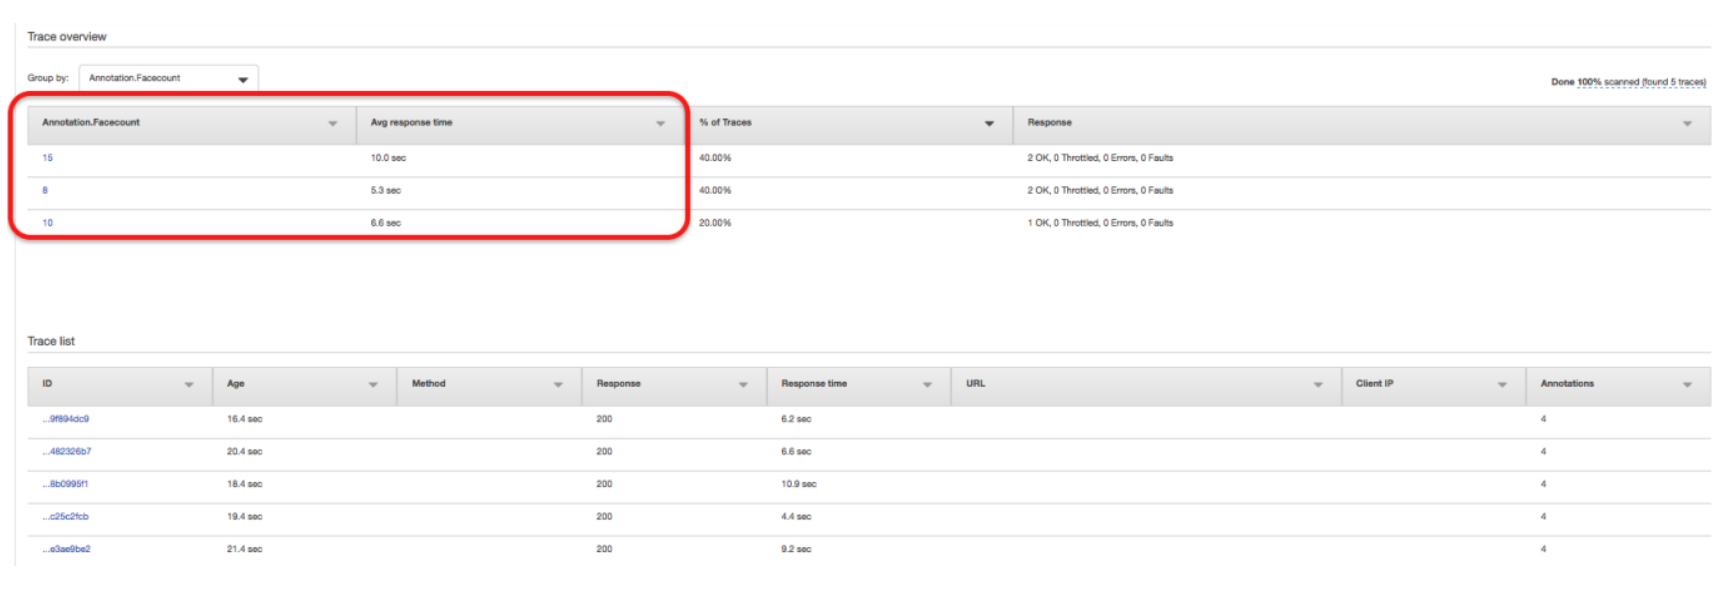 Trace overview
Group by: Annotation.Facecount
Done 100% scanned (found 5 traces)
Annotation.Facecount Avg response time % of Traces Response
15 10.0 sec 40.00% 2 OK, 0 Throttled, 0 Errors, 0 Faults
8 5.3 sec 40.00% 2 OK, 0 Throttled, 0 Errors, 0 Faults
10 6.6 sec 20.00% 1 OK, 0 Throttled, 0 Errors, 0 Faults
Trace list
ID Age Method Response Response time URL Client IP Annotations
...9f894dc9 16.4 sec 200 6.2 sec 4
...482326b7 20.4 sec 200 6.6 sec 4
...8b0995f1 18.4 sec 200 10.9 sec 4
...c25c2fcb 19.4 sec 200 4.4 sec 4
...e3ae9be2 21.4 sec 200 9.2 sec 4